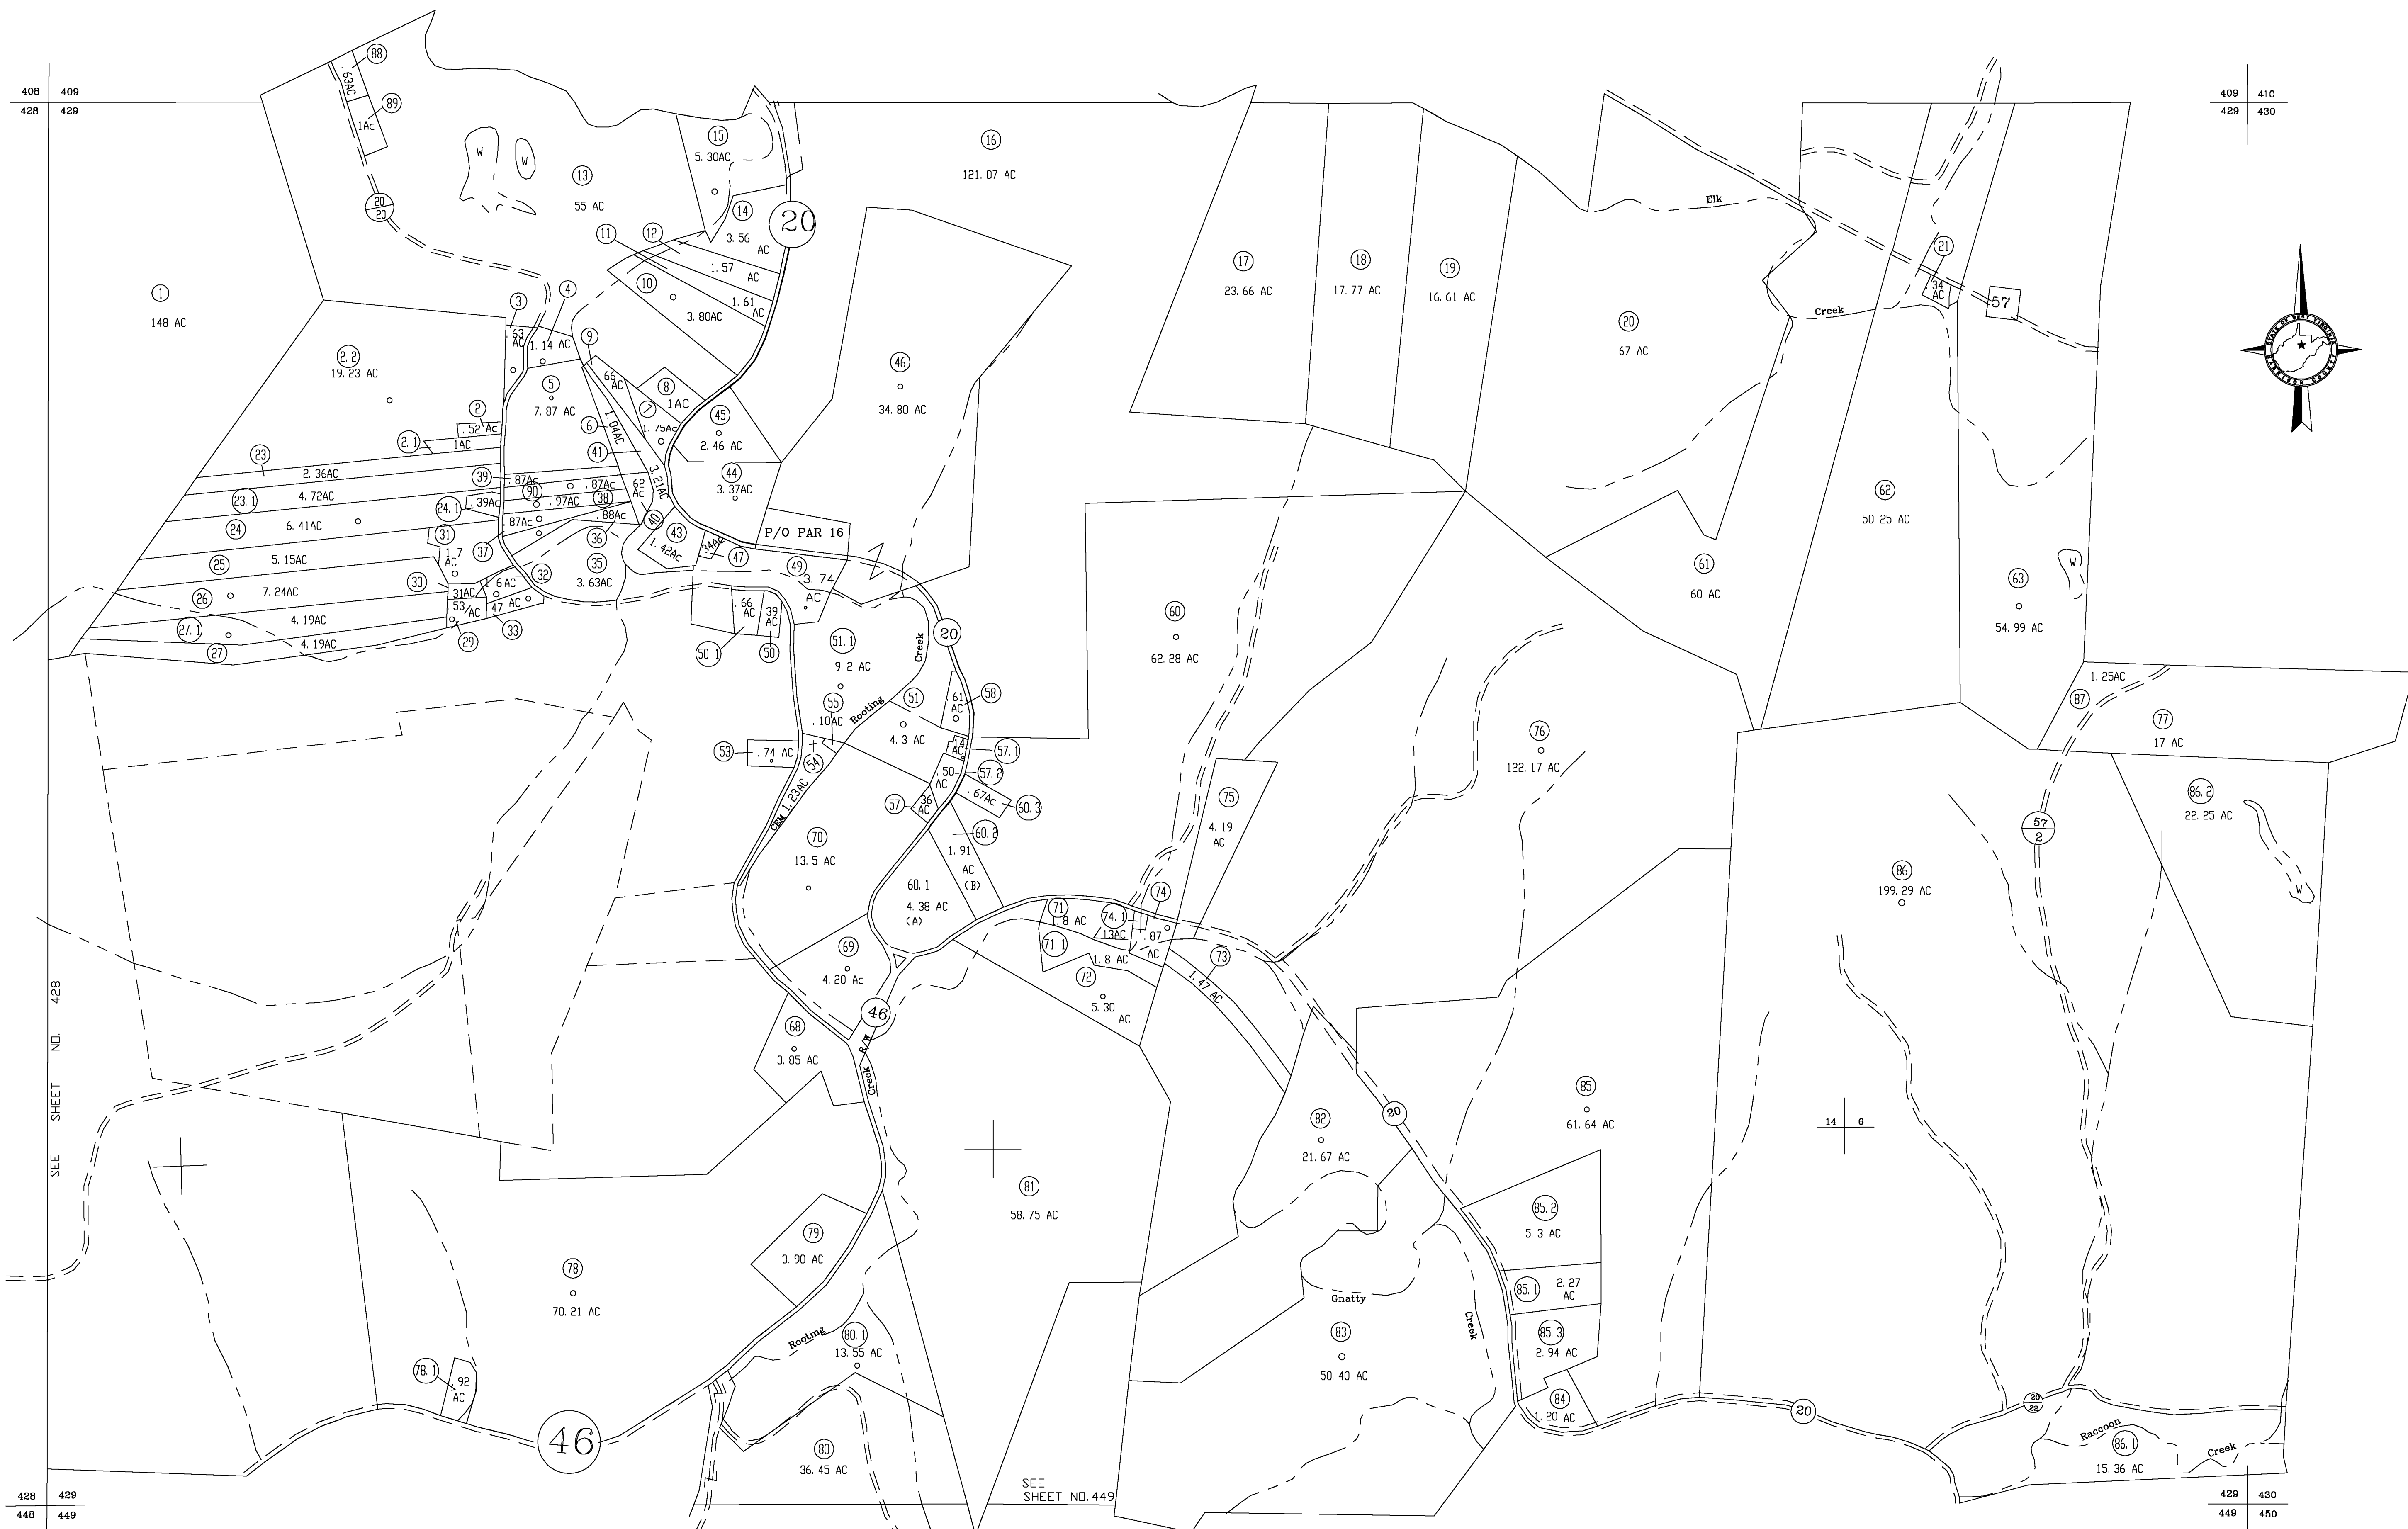 408 409
428 429
409 410
429 430
88
.63AC
89
1Ac
20
20
W
W
13
55 AC
15
5.30AC
14
3.56
AC
20
16
121.07 AC
11
12
1.57
AC
1.61
AC
10
3.80AC
1
148 AC
17
23.66 AC
18
17.77 AC
19
16.61 AC
Elk
Creek
20
67 AC
21
.34
AC
57
STATE OF WEST VIRGINIA
HARRISON COUNTY
3
.63
AC
4
1.14 AC
9
.66
AC
2.2
19.23 AC
5
7.87 AC
8
1AC
7
1.75Ac
6
1.04AC
45
2.46 AC
46
34.80 AC
2
.52 Ac
2.1
1AC
41
3.21AC
23
2.36AC
23.1
4.72AC
39
.87Ac
.87Ac
.62
Ac
44
3.37AC
90
.97AC
38
24.1
.39Ac
24
6.41AC
.87Ac
.88Ac
40
43
1.42Ac
.34Ac
47
P/O PAR 16
37
36
31
1.7
AC
25
5.15AC
35
3.63AC
49
3.74
AC
30
1.6AC
32
.31AC
26
7.24AC
.53
AC
.47 AC
33
29
27.1
4.19AC
27
4.19AC
.66
AC
.39
AC
50.1
50
62
50.25 AC
61
60 AC
63
54.99 AC
W
60
62.28 AC
20
51.1
9.2 AC
Creek
Rooting
51
4.3 AC
.61
AC
58
55
.10AC
53
.74 AC
54
CEM 1.23AC
.14
AC
57.1
.50
AC
57.2
.36
AC
57
.67Ac
60.3
60.2
1.91
AC
(B)
60.1
4.38 AC
(A)
70
13.5 AC
76
122.17 AC
75
4.19
AC
87
1.25AC
77
17 AC
86.2
22.25 AC
W
57
2
86
199.29 AC
71
1.8 AC
74.1
.13AC
74
.87
AC
71.1
1.8 AC
73
1.47 AC
72
5.30
AC
69
4.20 Ac
46
R/W
Creek
68
3.85 AC
SEE SHEET NO. 428
20
82
21.67 AC
85
61.64 AC
14 6
81
58.75 AC
85.2
5.3 AC
79
3.90 AC
78
70.21 AC
85.1
2.27
AC
Gnatty
Creek
85.3
2.94 AC
83
50.40 AC
Rooting
80.1
13.55 AC
78.1
.92
AC
84
1.20 AC
20
20
22
46
80
36.45 AC
Raccoon
Creek
86.1
15.36 AC
SEE
SHEET NO.449
428 429
448 449
429 430
449 450